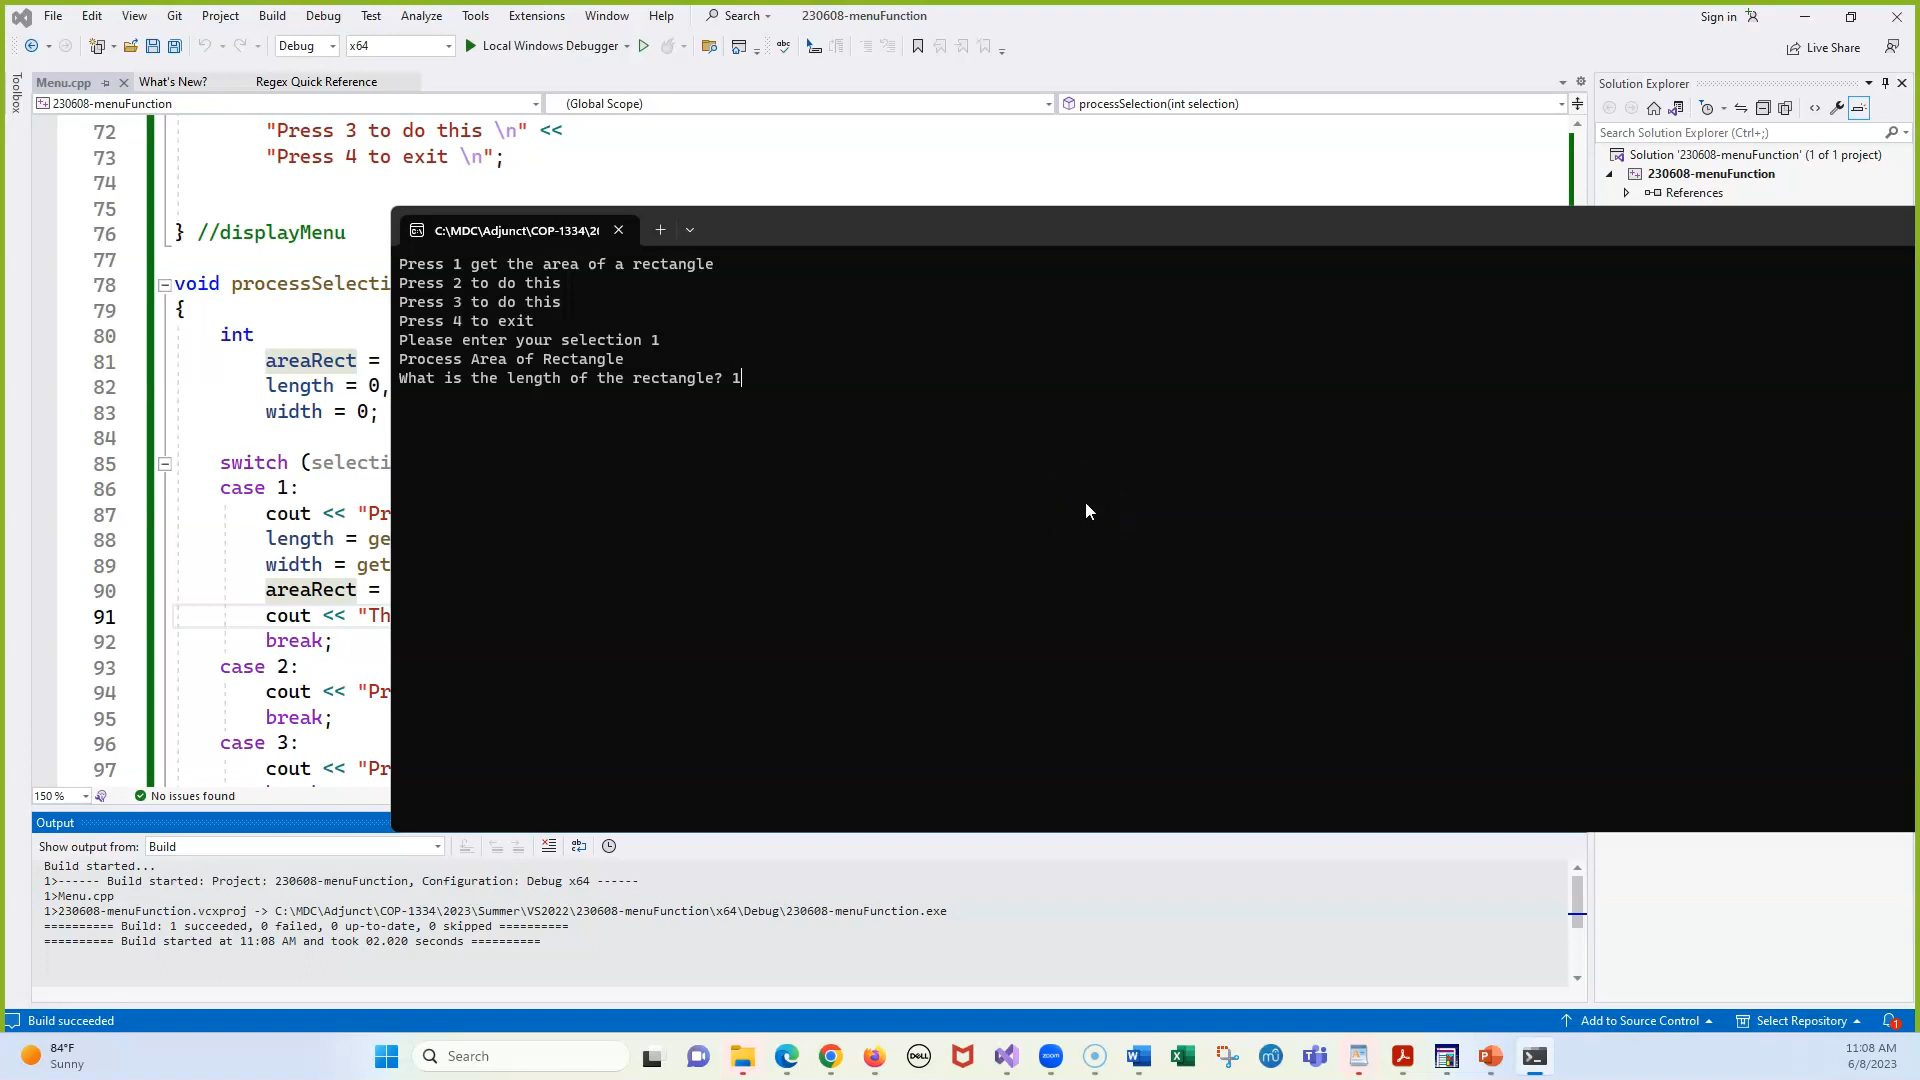 File Edit View Git Project Build Debug Test Analyze Tools Extensions Window Help Search 230608-menuFunction Sign in
Debug x64 Local Windows Debugger Live Share
Toolbox
Menu.cpp What's New? Regex Quick Reference
230608-menuFunction (Global Scope) processSelection(int selection)
72 "Press 3 to do this \n" <<
73 "Press 4 to exit \n";
74
75
76 } //displayMenu
77
78 void processSelecti
79 {
80 int
81 areaRect =
82 length = 0,
83 width = 0;
84
85 switch (selecti
86 case 1:
87 cout << "Pr
88 length = ge
89 width = get
90 areaRect =
91 cout << "Th
92 break;
93 case 2:
94 cout << "Pr
95 break;
96 case 3:
97 cout << "Pr
150 % No issues found
C:\MDC\Adjunct\COP-1334\20
Press 1 get the area of a rectangle
Press 2 to do this
Press 3 to do this
Press 4 to exit
Please enter your selection 1
Process Area of Rectangle
What is the length of the rectangle? 1
Solution Explorer
Search Solution Explorer (Ctrl+;)
Solution '230608-menuFunction' (1 of 1 project)
230608-menuFunction
References
Output
Show output from: Build
Build started...
1>------ Build started: Project: 230608-menuFunction, Configuration: Debug x64 ------
1>Menu.cpp
1>230608-menuFunction.vcxproj -> C:\MDC\Adjunct\COP-1334\2023\Summer\VS2022\230608-menuFunction\x64\Debug\230608-menuFunction.exe
========== Build: 1 succeeded, 0 failed, 0 up-to-date, 0 skipped ==========
========== Build started at 11:08 AM and took 02.020 seconds ==========
Build succeeded Add to Source Control Select Repository 1
84°F
Sunny
Search
DELL
zoom
11:08 AM
6/8/2023